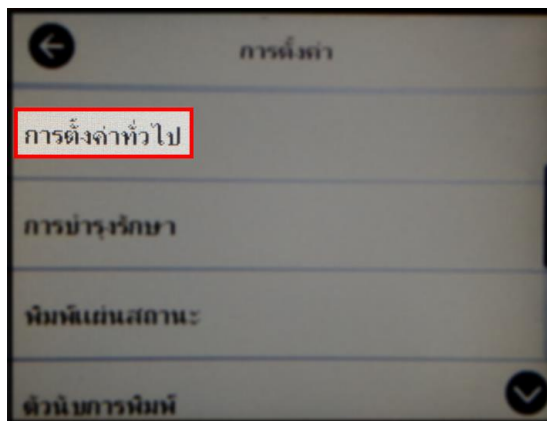 การตั้งค่า
การตั้งค่าทั่วไป
การบำรุงรักษา
พิมพ์แผ่นสถานะ
ตัวนับการพิมพ์